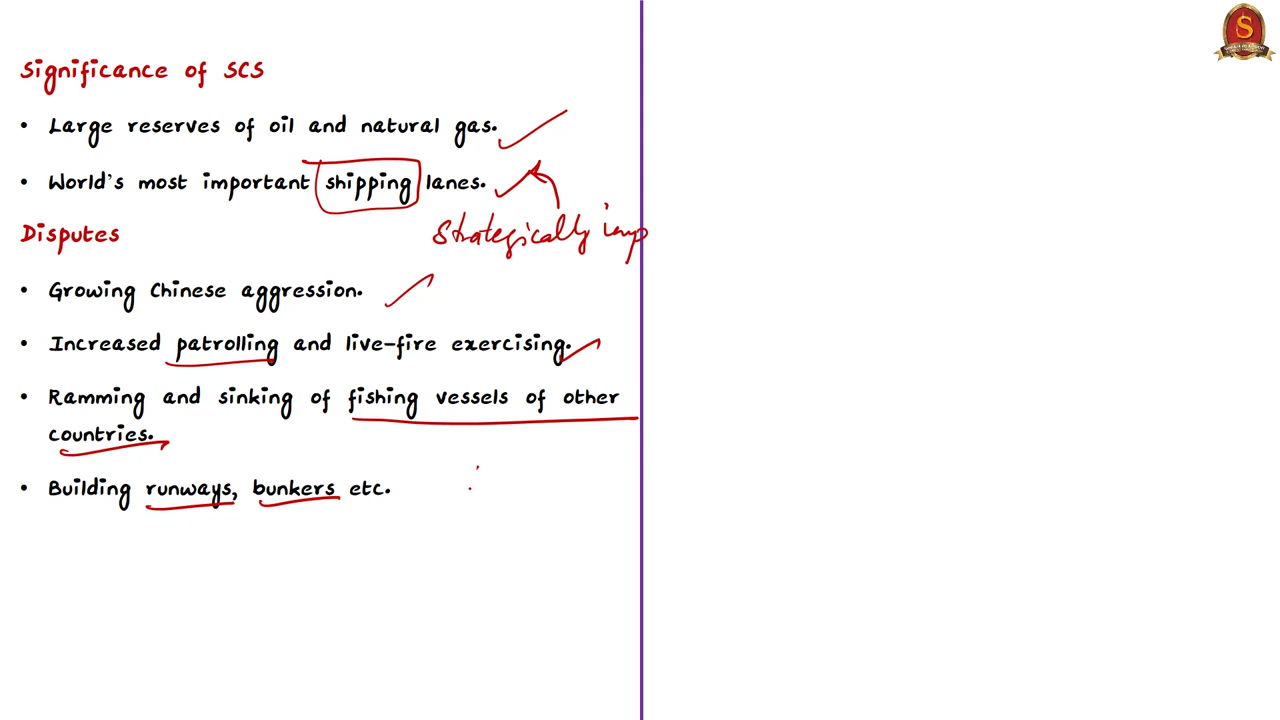 Significance of SCS
• Large reserves of oil and natural gas.
• World's most important shipping lanes.
Strategically imp
Disputes
• Growing Chinese aggression.
• Increased patrolling and live-fire exercising.
• Ramming and sinking of fishing vessels of other
countries.
• Building runways, bunkers etc.
S